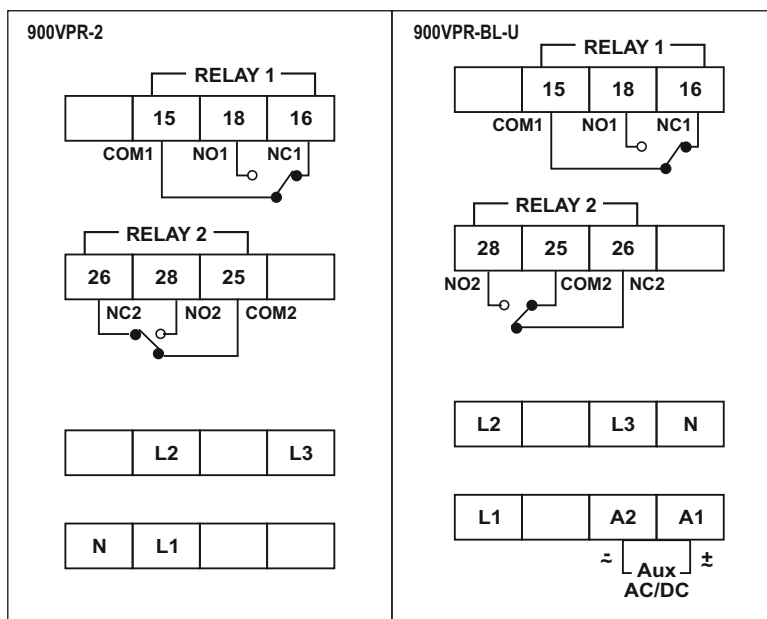 900VPR-2
RELAY 1
15 18 16
COM1 NO1 NC1
RELAY 2
26 28 25
NC2 NO2 COM2
L2 L3
N L1
900VPR-BL-U
RELAY 1
15 18 16
COM1 NO1 NC1
RELAY 2
28 25 26
NO2 COM2 NC2
L2 L3 N
L1 A2 A1
- ~ Aux ± ~
AC/DC